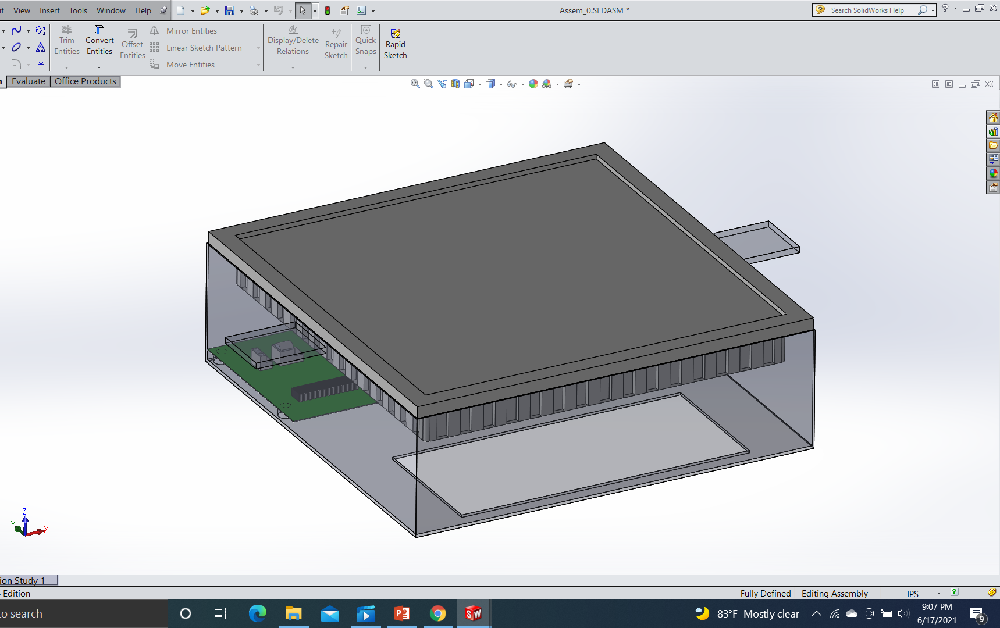 it View Insert Tools Window Help
Assem_0.SLDASM *
Search SolidWorks Help
Trim
Entities
Convert
Entities
Offset
Entities
Mirror Entities
Linear Sketch Pattern
Move Entities
Display/Delete
Relations
Repair
Sketch
Quick
Snaps
Rapid
Sketch
Evaluate Office Products
Z
Y
X
ion Study 1
Edition
Fully Defined Editing Assembly IPS
to search
83°F Mostly clear
9:07 PM
6/17/2021
9